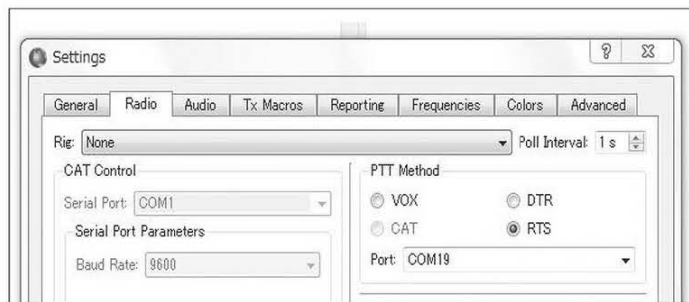 Settings
General Radio Audio Tx Macros Reporting Frequencies Colors Advanced
Rig: None Poll Interval: 1 s
CAT Control
Serial Port: COM1
Serial Port Parameters
Baud Rate: 9600
PTT Method
VOX DTR
CAT RTS
Port: COM19